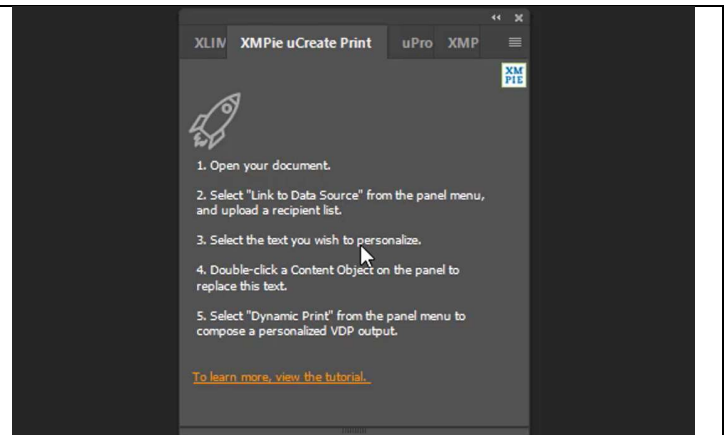 XLIM XMPie uCreate Print uPro XMP
XM
PIE
1. Open your document.
2. Select "Link to Data Source" from the panel menu,
and upload a recipient list.
3. Select the text you wish to personalize.
4. Double-click a Content Object on the panel to
replace this text.
5. Select "Dynamic Print" from the panel menu to
compose a personalized VDP output.
To learn more, view the tutorial.